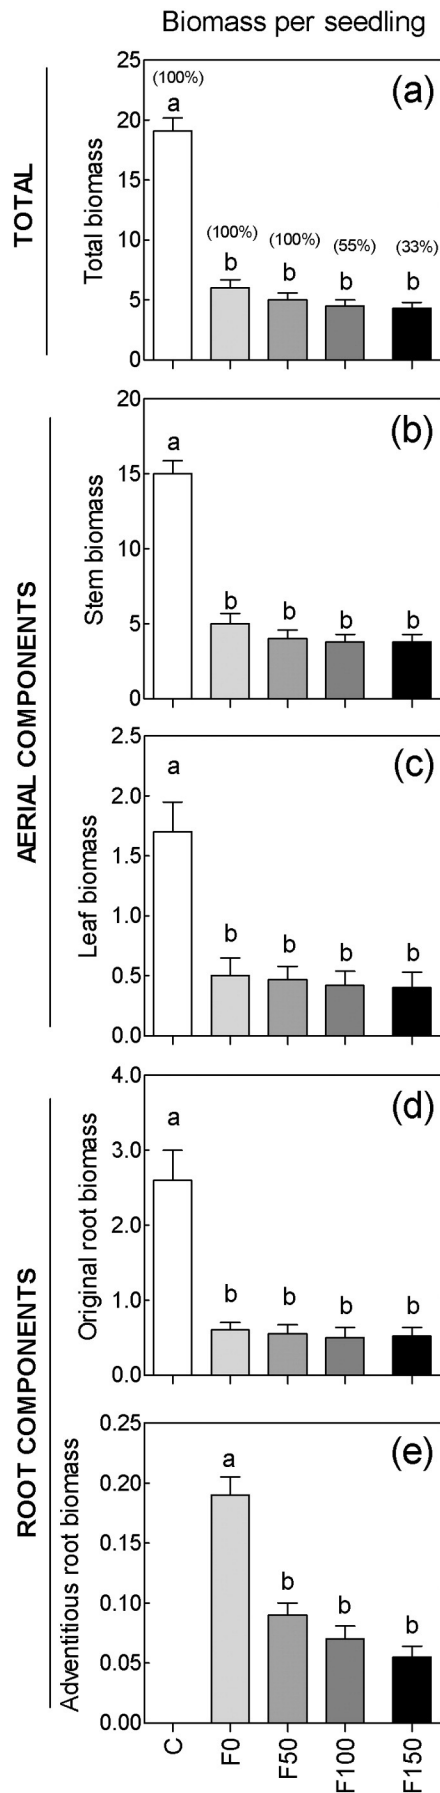 Biomass per seedling
TOTAL
Total biomass
25
20
15
10
5
0
(a)
(100%)
a
(100%)
b
(100%)
b
(55%)
b
(33%)
b
AERIAL COMPONENTS
Stem biomass
20
15
10
5
0
(b)
a
b
b
b
b
Leaf biomass
2.5
2.0
1.5
1.0
0.5
0.0
(c)
a
b
b
b
b
ROOT COMPONENTS
Original root biomass
4.0
3.0
2.0
1.0
0.0
(d)
a
b
b
b
b
Adventitious root biomass
0.25
0.20
0.15
0.10
0.05
0.00
(e)
a
b
b
b
C
F0
F50
F100
F150